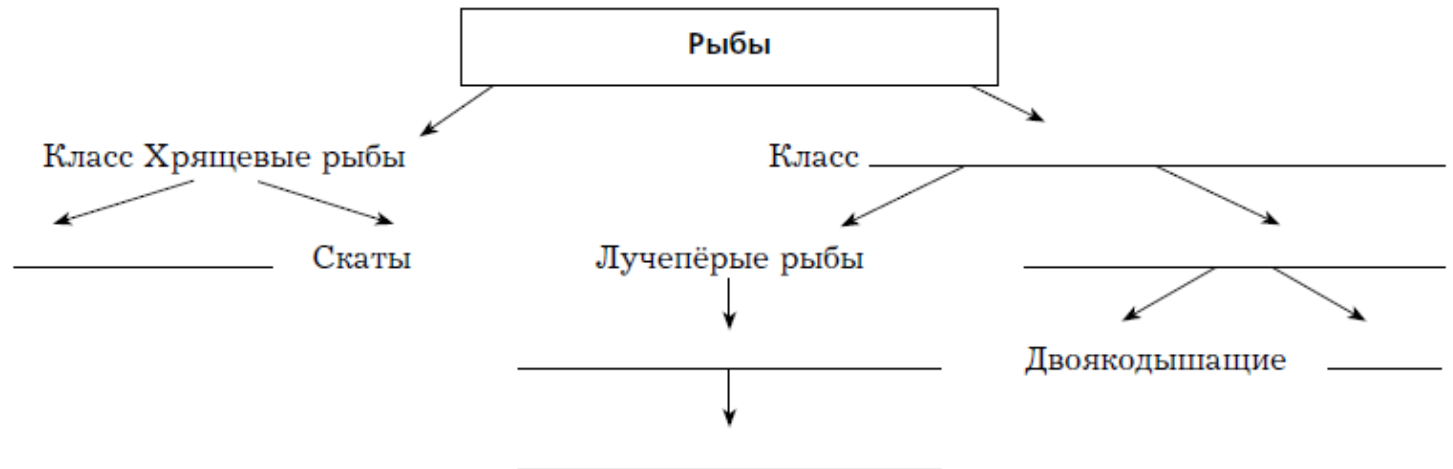 Рыбы
Класс Хрящевые рыбы
Класс
Скаты
Лучепёрые рыбы
Двоякодышащие